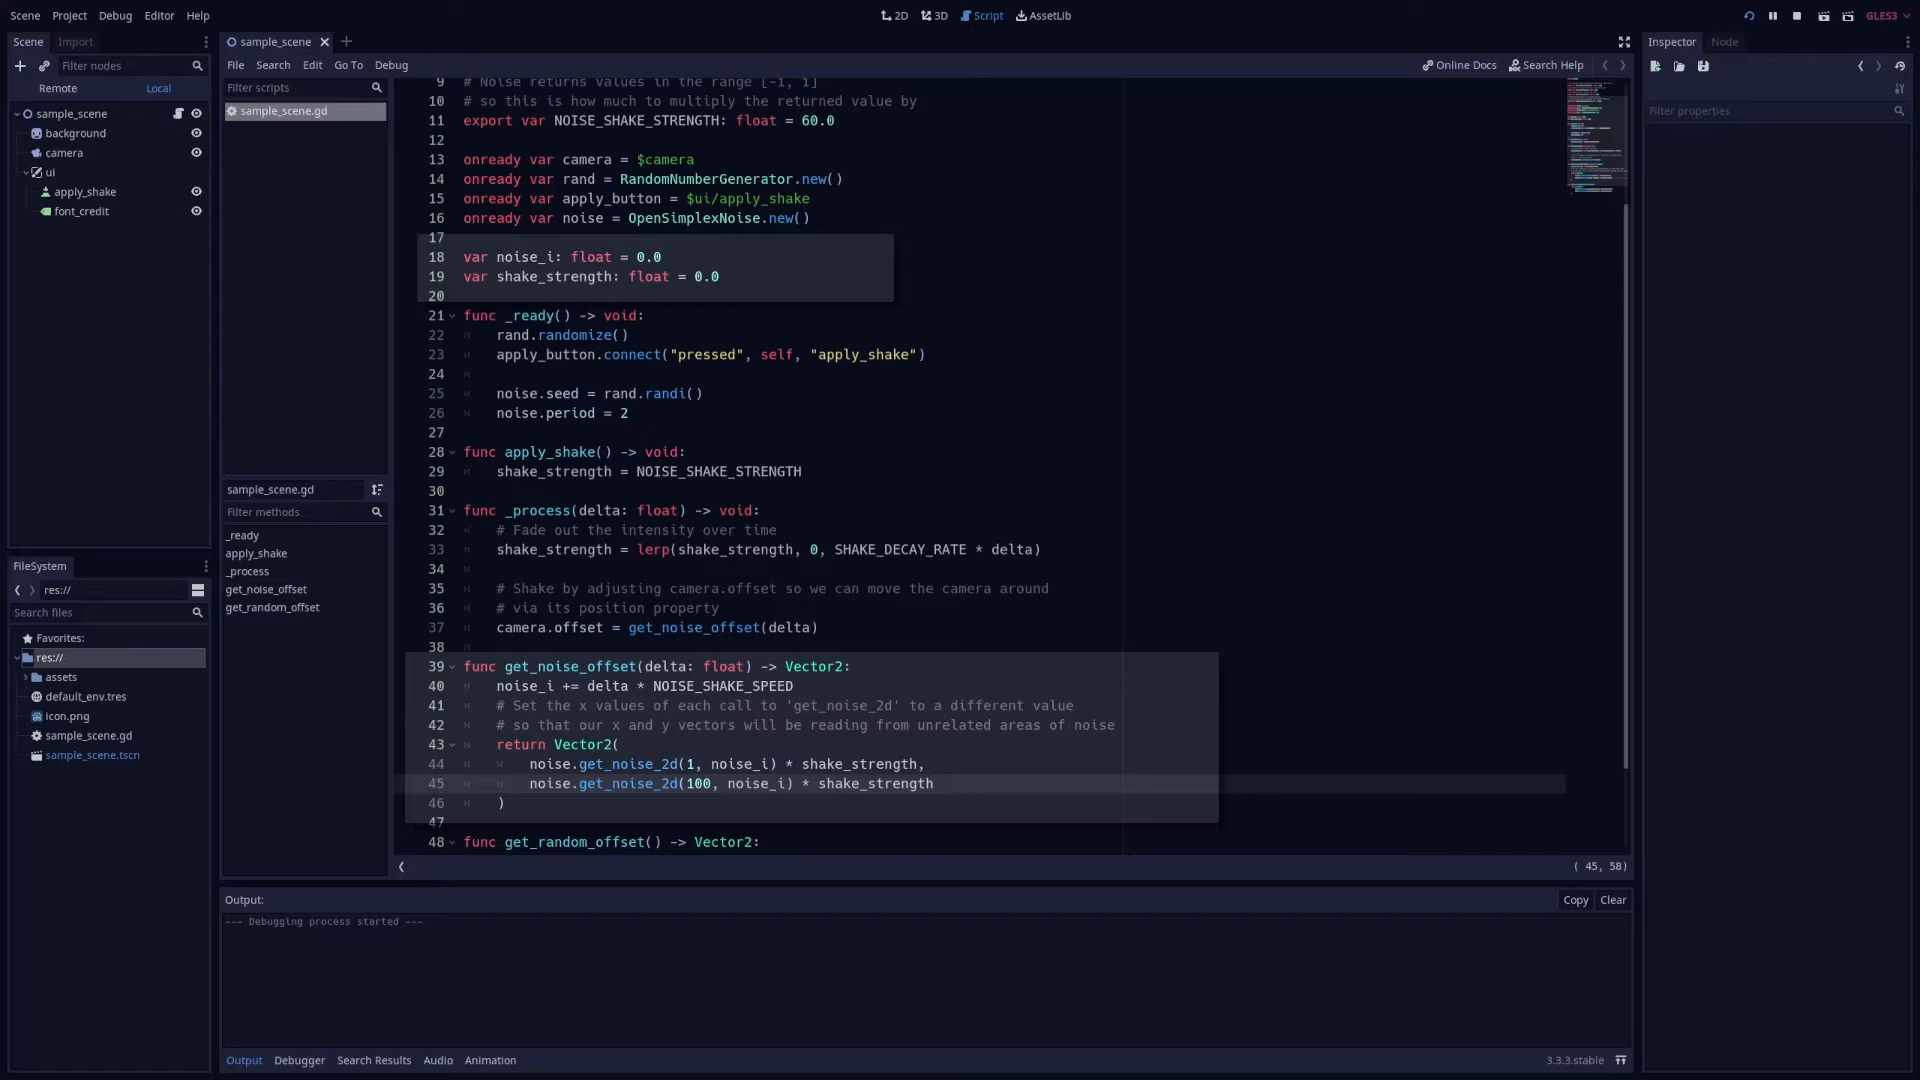 Scene Project Debug Editor Help
2D 3D Script AssetLib
GLES3
Scene Import
Filter nodes
Remote Local
sample_scene
background
camera
ui
apply_shake
font_credit
FileSystem
res://
Search files
Favorites:
res://
assets
default_env.tres
icon.png
sample_scene.gd
sample_scene.tscn
sample_scene
File Search Edit Go To Debug
Online Docs Search Help
Filter scripts
sample_scene.gd
sample_scene.gd
Filter methods
_ready
apply_shake
_process
get_noise_offset
get_random_offset
9 # Noise returns values in the range [-1, 1]
10 # so this is how much to multiply the returned value by
11 export var NOISE_SHAKE_STRENGTH: float = 60.0
12
13 onready var camera = $camera
14 onready var rand = RandomNumberGenerator.new()
15 onready var apply_button = $ui/apply_shake
16 onready var noise = OpenSimplexNoise.new()
17
18 var noise_i: float = 0.0
19 var shake_strength: float = 0.0
20
21 func _ready() -> void:
22 rand.randomize()
23 apply_button.connect("pressed", self, "apply_shake")
24
25 noise.seed = rand.randi()
26 noise.period = 2
27
28 func apply_shake() -> void:
29 shake_strength = NOISE_SHAKE_STRENGTH
30
31 func _process(delta: float) -> void:
32 # Fade out the intensity over time
33 shake_strength = lerp(shake_strength, 0, SHAKE_DECAY_RATE * delta)
34
35 # Shake by adjusting camera.offset so we can move the camera around
36 # via its position property
37 camera.offset = get_noise_offset(delta)
38
39 func get_noise_offset(delta: float) -> Vector2:
40 noise_i += delta * NOISE_SHAKE_SPEED
41 # Set the x values of each call to 'get_noise_2d' to a different value
42 # so that our x and y vectors will be reading from unrelated areas of noise
43 return Vector2(
44 noise.get_noise_2d(1, noise_i) * shake_strength,
45 noise.get_noise_2d(100, noise_i) * shake_strength
46 )
47
48 func get_random_offset() -> Vector2:
( 45, 58)
Output:
Copy Clear
--- Debugging process started ---
Output Debugger Search Results Audio Animation
3.3.3.stable
Inspector Node
Filter properties